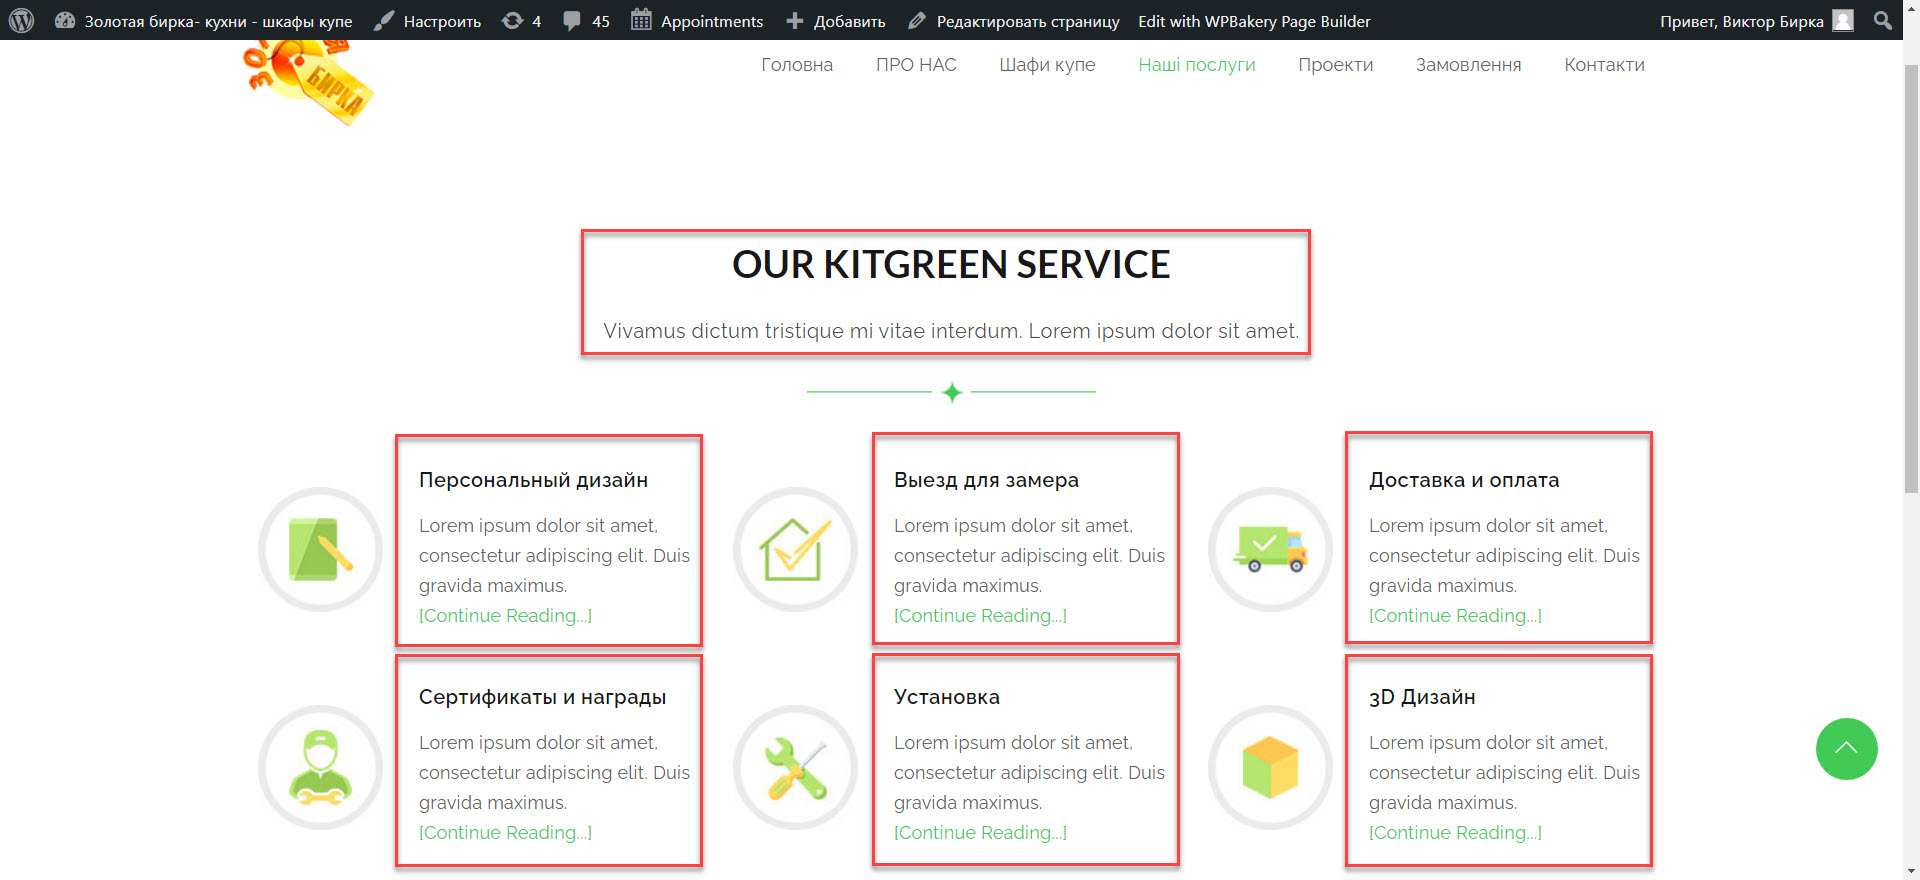 Золотая бирка- кухни - шкафы купе Настроить 4 45 Appointments Добавить Редактировать страницу Edit with WPBakery Page Builder Привет, Виктор Бирка
БИРКА
Головна ПРО НАС Шафи купе Наші послуги Проекти Замовлення Контакти
OUR KITGREEN SERVICE
Vivamus dictum tristique mi vitae interdum. Lorem ipsum dolor sit amet.
Персональный дизайн
Lorem ipsum dolor sit amet,
consectetur adipiscing elit. Duis
gravida maximus.
[Continue Reading...]
Выезд для замера
Lorem ipsum dolor sit amet,
consectetur adipiscing elit. Duis
gravida maximus.
[Continue Reading...]
Доставка и оплата
Lorem ipsum dolor sit amet,
consectetur adipiscing elit. Duis
gravida maximus.
[Continue Reading...]
Сертификаты и награды
Lorem ipsum dolor sit amet,
consectetur adipiscing elit. Duis
gravida maximus.
[Continue Reading...]
Установка
Lorem ipsum dolor sit amet,
consectetur adipiscing elit. Duis
gravida maximus.
[Continue Reading...]
3D Дизайн
Lorem ipsum dolor sit amet,
consectetur adipiscing elit. Duis
gravida maximus.
[Continue Reading...]